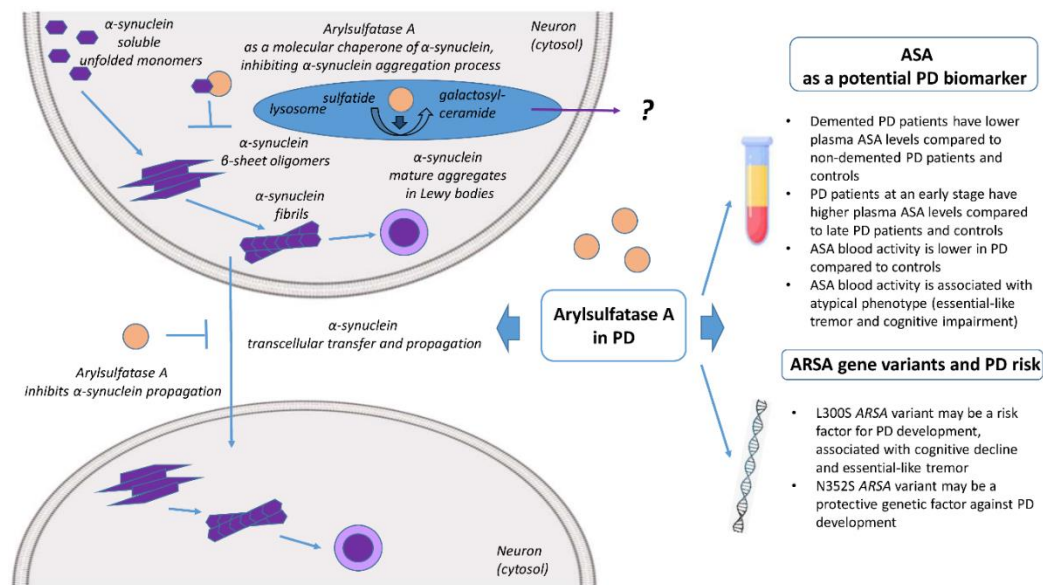 α-synuclein
soluble
unfolded monomers
Arylsulfatase A
as a molecular chaperone of α-synuclein,
inhibiting α-synuclein aggregation process
Neuron
(cytosol)
lysosome
sulfatide
galactosyl-
ceramide
?
α-synuclein
β-sheet oligomers
α-synuclein
mature aggregates
in Lewy bodies
α-synuclein
fibrils
α-synuclein
transcellular transfer and propagation
Arylsulfatase A
inhibits α-synuclein propagation
Neuron
(cytosol)
Arylsulfatase A
in PD
ASA
as a potential PD biomarker
• Demented PD patients have lower
plasma ASA levels compared to
non-demented PD patients and
controls
• PD patients at an early stage have
higher plasma ASA levels compared
to late PD patients and controls
• ASA blood activity is lower in PD
compared to controls
• ASA blood activity is associated with
atypical phenotype (essential-like
tremor and cognitive impairment)
ARSA gene variants and PD risk
• L300S ARSA variant may be a risk
factor for PD development,
associated with cognitive decline
and essential-like tremor
• N352S ARSA variant may be a
protective genetic factor against PD
development